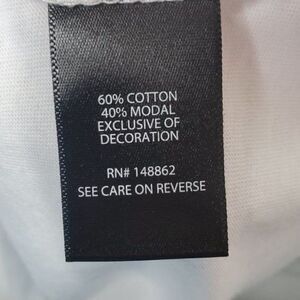 60% COTTON
40% MODAL
EXCLUSIVE OF
DECORATION
RN# 148862
SEE CARE ON REVERSE